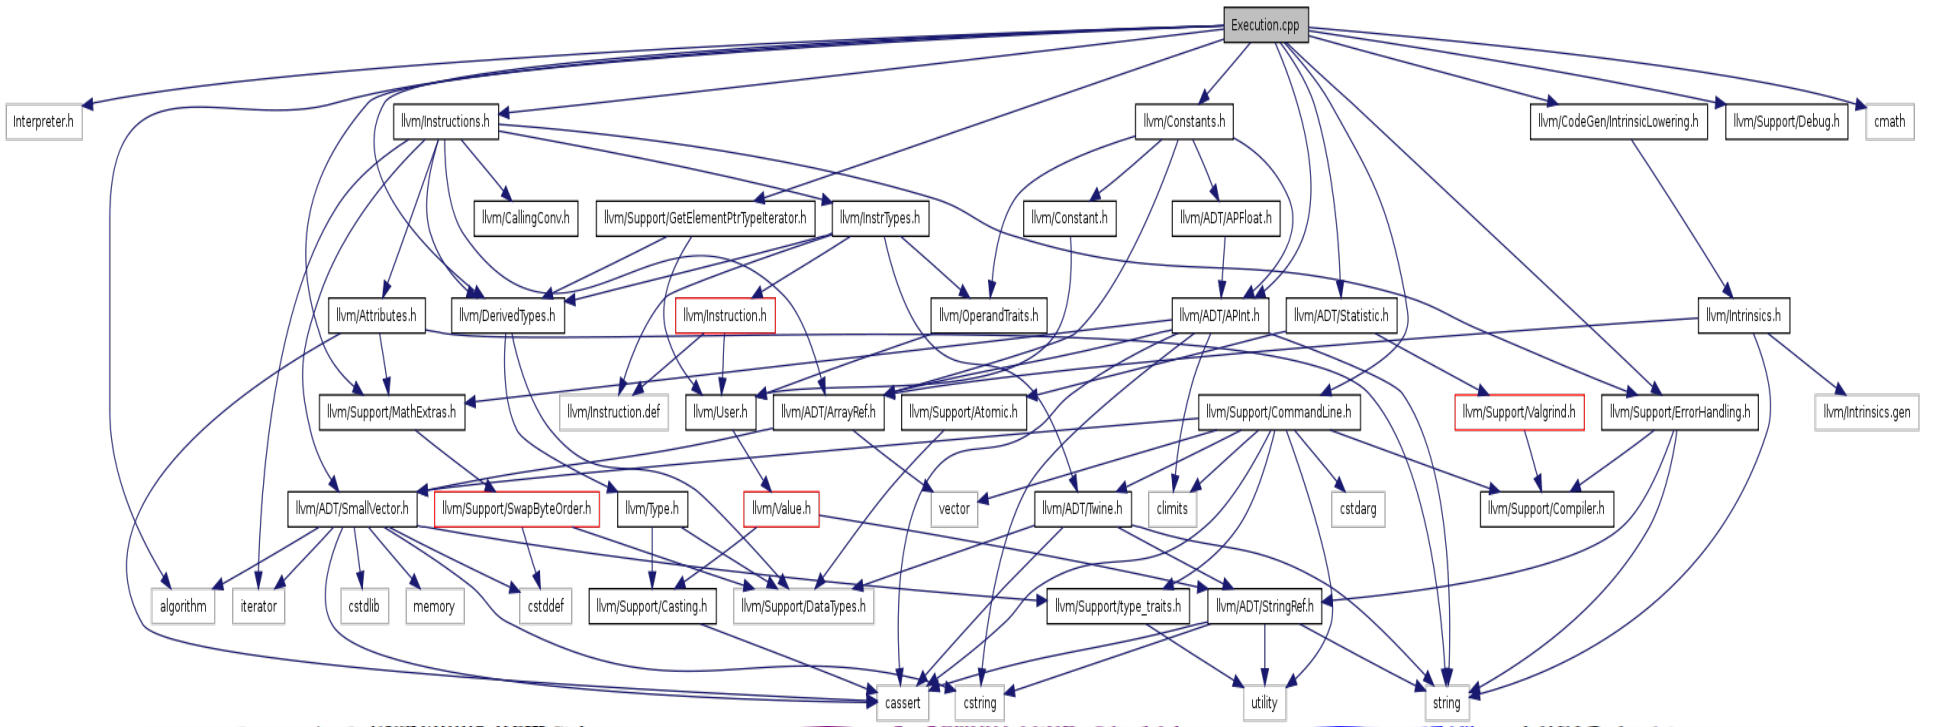 Execution.cpp
Interpreter.h
llvm/Instructions.h
llvm/Constants.h
llvm/CodeGen/IntrinsicLowering.h
llvm/Support/Debug.h
cmath
llvm/CallingConv.h
llvm/Support/GetElementPtrTypeIterator.h
llvm/InstrTypes.h
llvm/Constant.h
llvm/ADT/APFloat.h
llvm/Attributes.h
llvm/DerivedTypes.h
llvm/Instruction.h
llvm/OperandTraits.h
llvm/ADT/APInt.h
llvm/ADT/Statistic.h
llvm/Intrinsics.h
llvm/Support/MathExtras.h
llvm/Instruction.def
llvm/User.h
llvm/ADT/ArrayRef.h
llvm/Support/Atomic.h
llvm/Support/CommandLine.h
llvm/Support/Valgrind.h
llvm/Support/ErrorHandling.h
llvm/Intrinsics.gen
llvm/ADT/SmallVector.h
llvm/Support/SwapByteOrder.h
llvm/Type.h
llvm/Value.h
vector
llvm/ADT/Twine.h
climits
cstdarg
llvm/Support/Compiler.h
algorithm
iterator
cstdlib
memory
cstddef
llvm/Support/Casting.h
llvm/Support/DataTypes.h
llvm/Support/type_traits.h
llvm/ADT/StringRef.h
cassert
cstring
utility
string